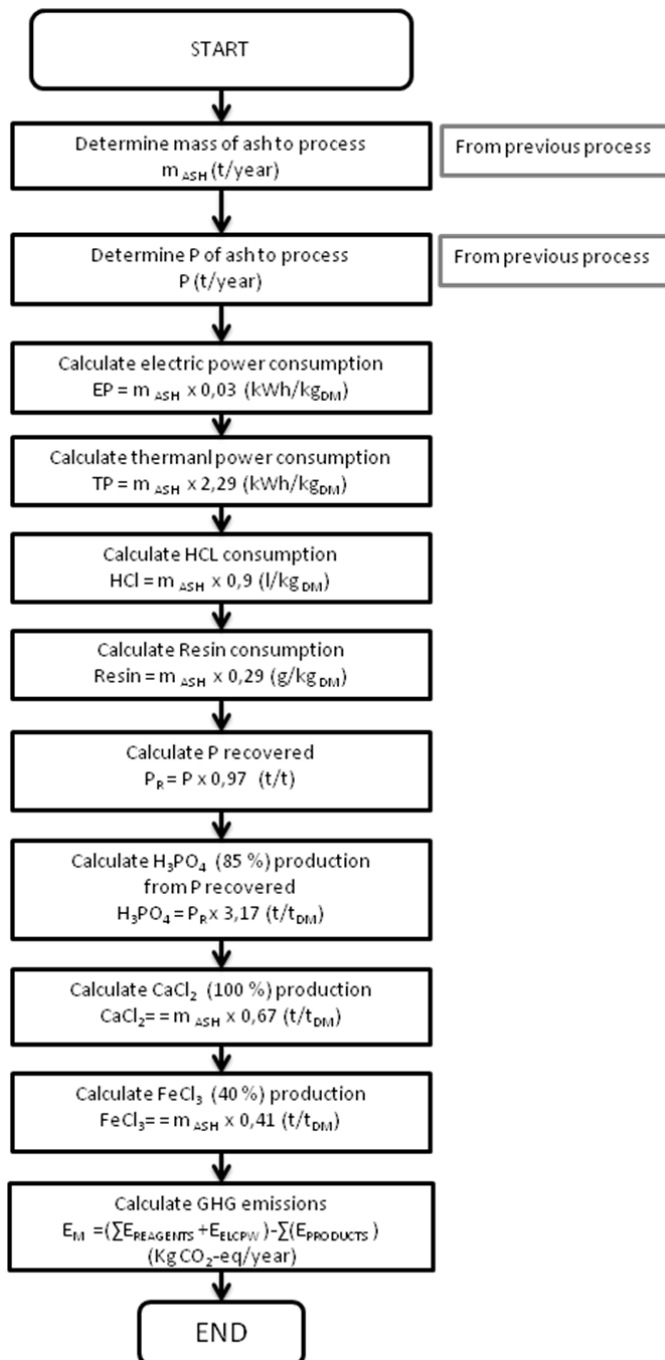 START
Determine mass of ash to process
m ASH (t/year)
From previous process
Determine P of ash to process
P (t/year)
From previous process
Calculate electric power consumption
EP = m ASH x 0,03 (kWh/kgDM)
Calculate thermanl power consumption
TP = m ASH x 2,29 (kWh/kgDM)
Calculate HCL consumption
HCl = m ASH x 0,9 (l/kgDM)
Calculate Resin consumption
Resin = m ASH x 0,29 (g/kgDM)
Calculate P recovered
PR = P x 0,97 (t/t)
Calculate H₃PO₄ (85 %) production
from P recovered
H₃PO₄ = PR x 3,17 (t/tDM)
Calculate CaCl₂ (100 %) production
CaCl₂= = m ASH x 0,67 (t/tDM)
Calculate FeCl₃ (40 %) production
FeCl₃= = m ASH x 0,41 (t/tDM)
Calculate GHG emissions
EM =(∑EREAGENTS +EELCPW)-∑(EPRODUCTS )
(Kg CO₂-eq/year)
END